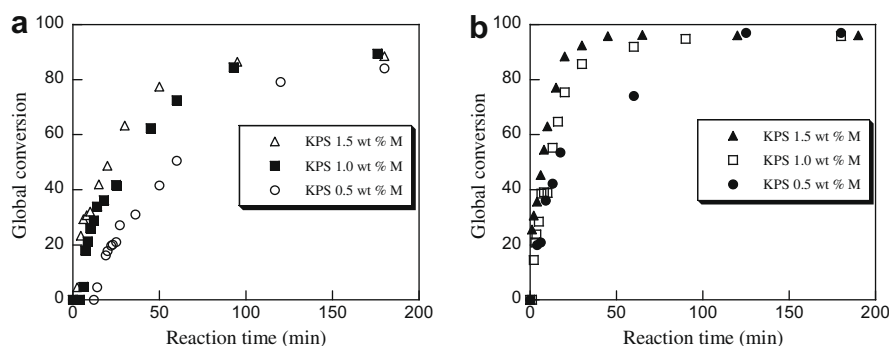 a
100
80
60
40
20
0
Global conversion
KPS 1.5 wt % M
KPS 1.0 wt % M
KPS 0.5 wt % M
0 50 100 150 200
Reaction time (min)
b
100
80
60
40
20
0
Global conversion
KPS 1.5 wt % M
KPS 1.0 wt % M
KPS 0.5 wt % M
0 50 100 150 200
Reaction time (min)